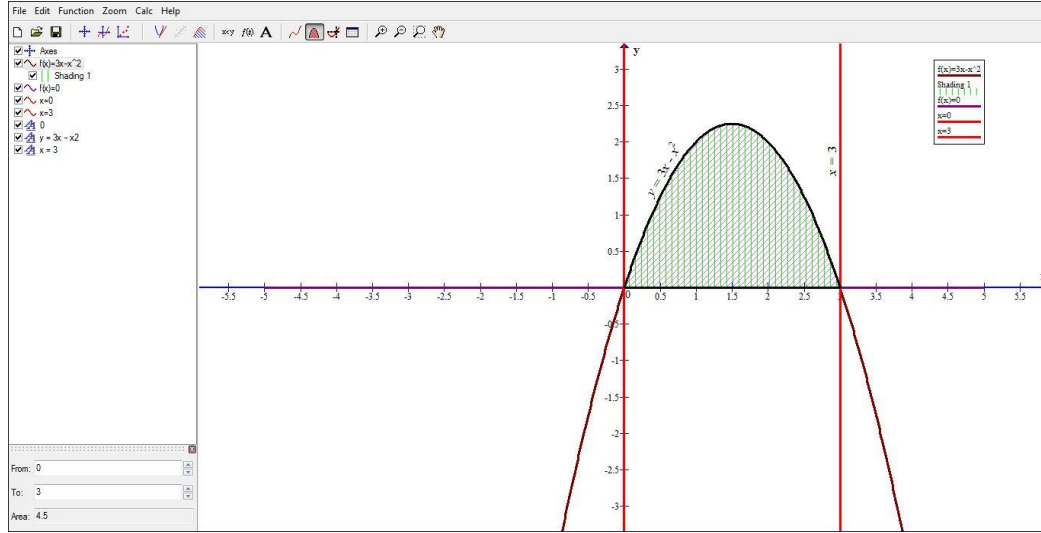 File Edit Function Zoom Calc Help
x<y f(x) A
Axes
f(x)=3x-x^2
Shading 1
f(x)=0
x=0
x=3
0
y = 3x - x2
x = 3
From: 0
To: 3
Area: 4.5
y
3
2.5
2
1.5
1
0.5
-0.5
-1
-1.5
-2
-2.5
-3
-5.5 -5 -4.5 -4 -3.5 -3 -2.5 -2 -1.5 -1 -0.5 0 0.5 1 1.5 2 2.5 3 3.5 4 4.5 5 5.5
y = 3x - x²
x = 3
f(x)=3x-x^2
Shading 1
f(x)=0
x=0
x=3